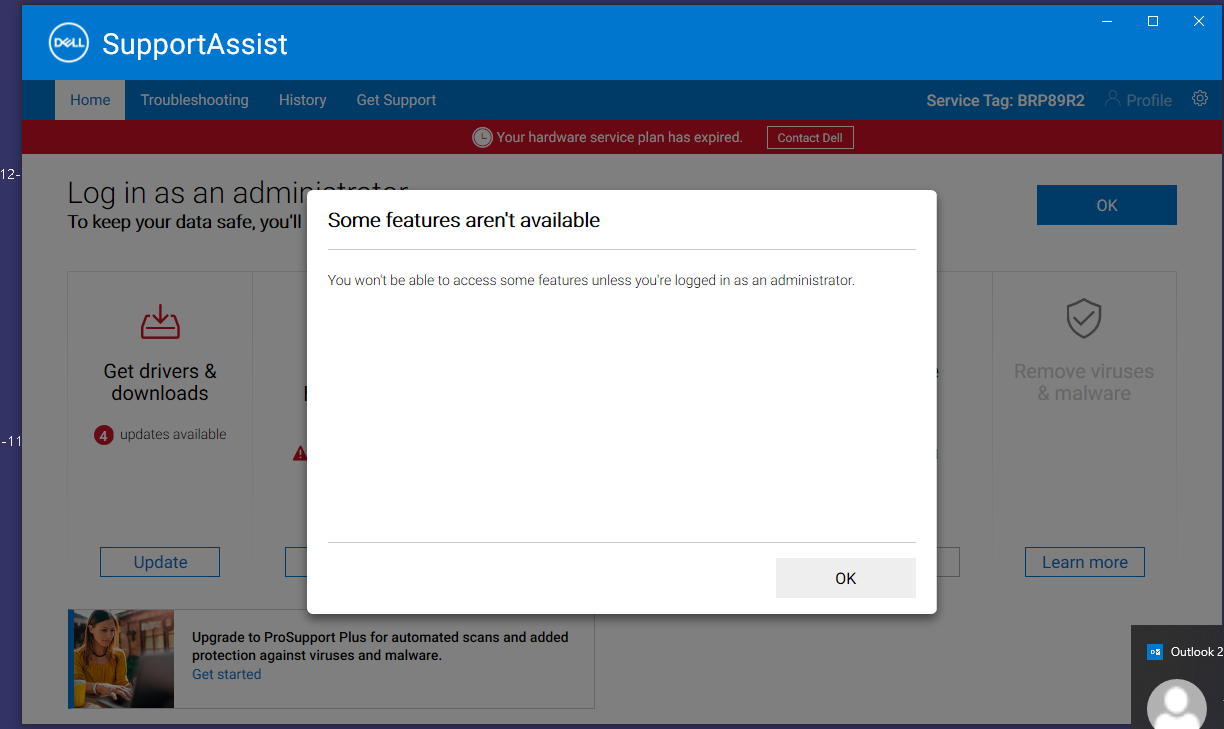 DELL
SupportAssist
Home
Troubleshooting
History
Get Support
Service Tag: BRP89R2
Profile
Your hardware service plan has expired.
Contact Dell
12-
Log in as an administrator
To keep your data safe, you'll
OK
Some features aren't available
You won't be able to access some features unless you're logged in as an administrator.
Get drivers &
downloads
4 updates available
Remove viruses
& malware
-11
Update
Learn more
OK
Upgrade to ProSupport Plus for automated scans and added
protection against viruses and malware.
Get started
Outlook 2